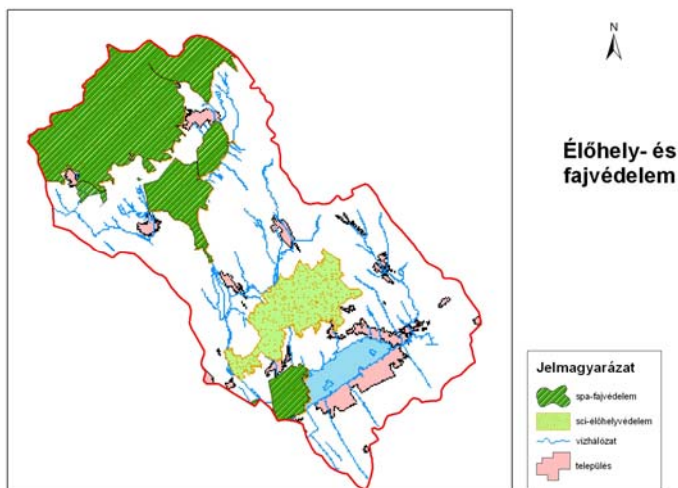 N
Élőhely- és
fajvédelem
Jelmagyarázat
spa-fajvédelem
sci-élőhelyvédelem
vízhálózat
település